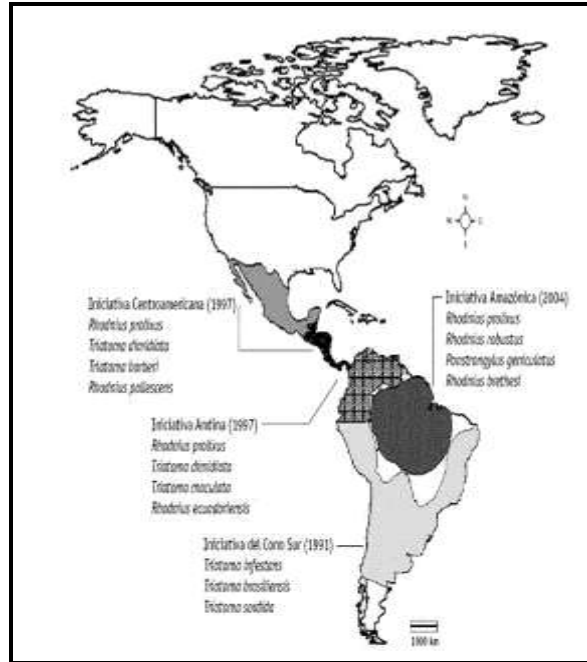 N
S
Iniciativa Centroamericana (1997)
Rhodnius prolixus
Triatoma dimidiata
Triatoma barberi
Rhodnius pallescens
Iniciativa Amazónica (2004)
Rhodnius prolixus
Rhodnius robustus
Panstrongylus geniculatus
Rhodnius brethesi
Iniciativa Andina (1997)
Rhodnius prolixus
Triatoma dimidiata
Triatoma maculata
Rhodnius ecuadoriensis
Iniciativa del Cono Sur (1991)
Triatoma infestans
Triatoma brasiliensis
Triatoma sordida
1000 km